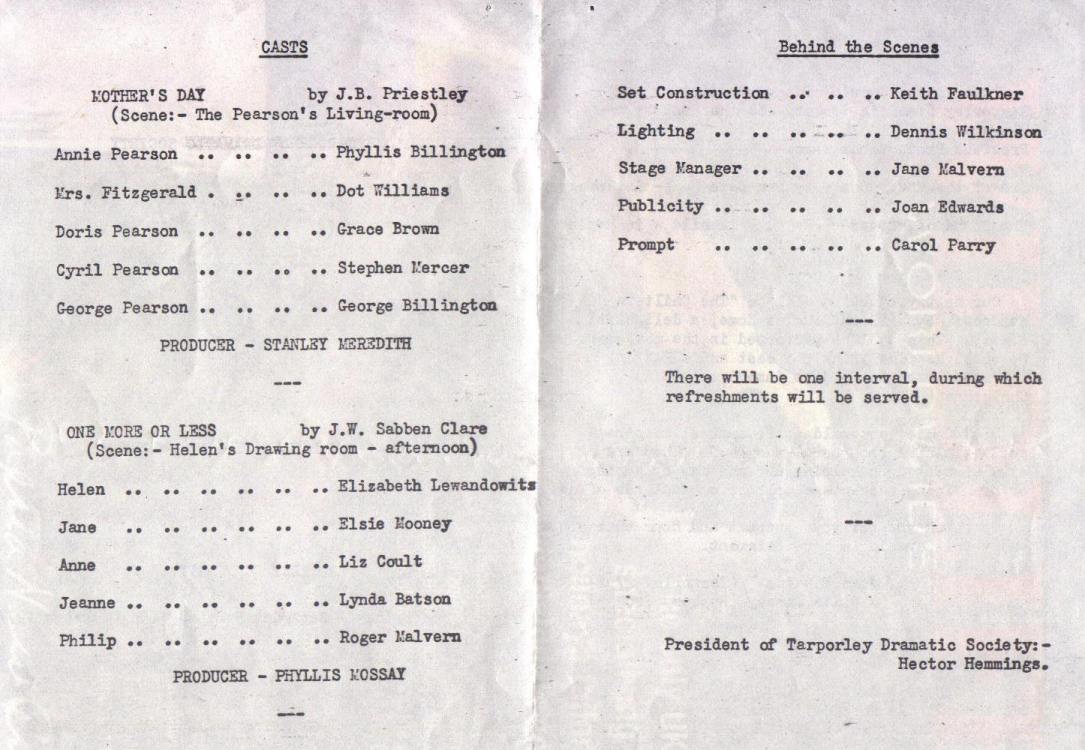 CASTS
MOTHER'S DAY by J.B. Priestley
(Scene:- The Pearson's Living-room)
Annie Pearson .. .. .. .. Phyllis Billington
Mrs. Fitzgerald . .. .. .. Dot Williams
Doris Pearson .. .. .. .. Grace Brown
Cyril Pearson .. .. .. .. Stephen Mercer
George Pearson .. .. .. .. George Billington
PRODUCER - STANLEY MEREDITH
---
ONE MORE OR LESS by J.W. Sabben Clare
(Scene:- Helen's Drawing room - afternoon)
Helen .. .. .. .. .. .. Elizabeth Lewandowits
Jane .. .. .. .. .. .. Elsie Mooney
Anne .. .. .. .. .. .. Liz Coult
Jeanne .. .. .. .. .. .. Lynda Batson
Philip .. .. .. .. .. .. Roger Malvern
PRODUCER - PHYLLIS MOSSAY
---
Behind the Scenes
Set Construction .. .. .. Keith Faulkner
Lighting .. .. .. .. .. Dennis Wilkinson
Stage Manager .. .. .. .. Jane Malvern
Publicity .. .. .. .. .. Joan Edwards
Prompt .. .. .. .. .. Carol Parry
---
There will be one interval, during which
refreshments will be served.
---
President of Tarporley Dramatic Society:-
Hector Hemmings.